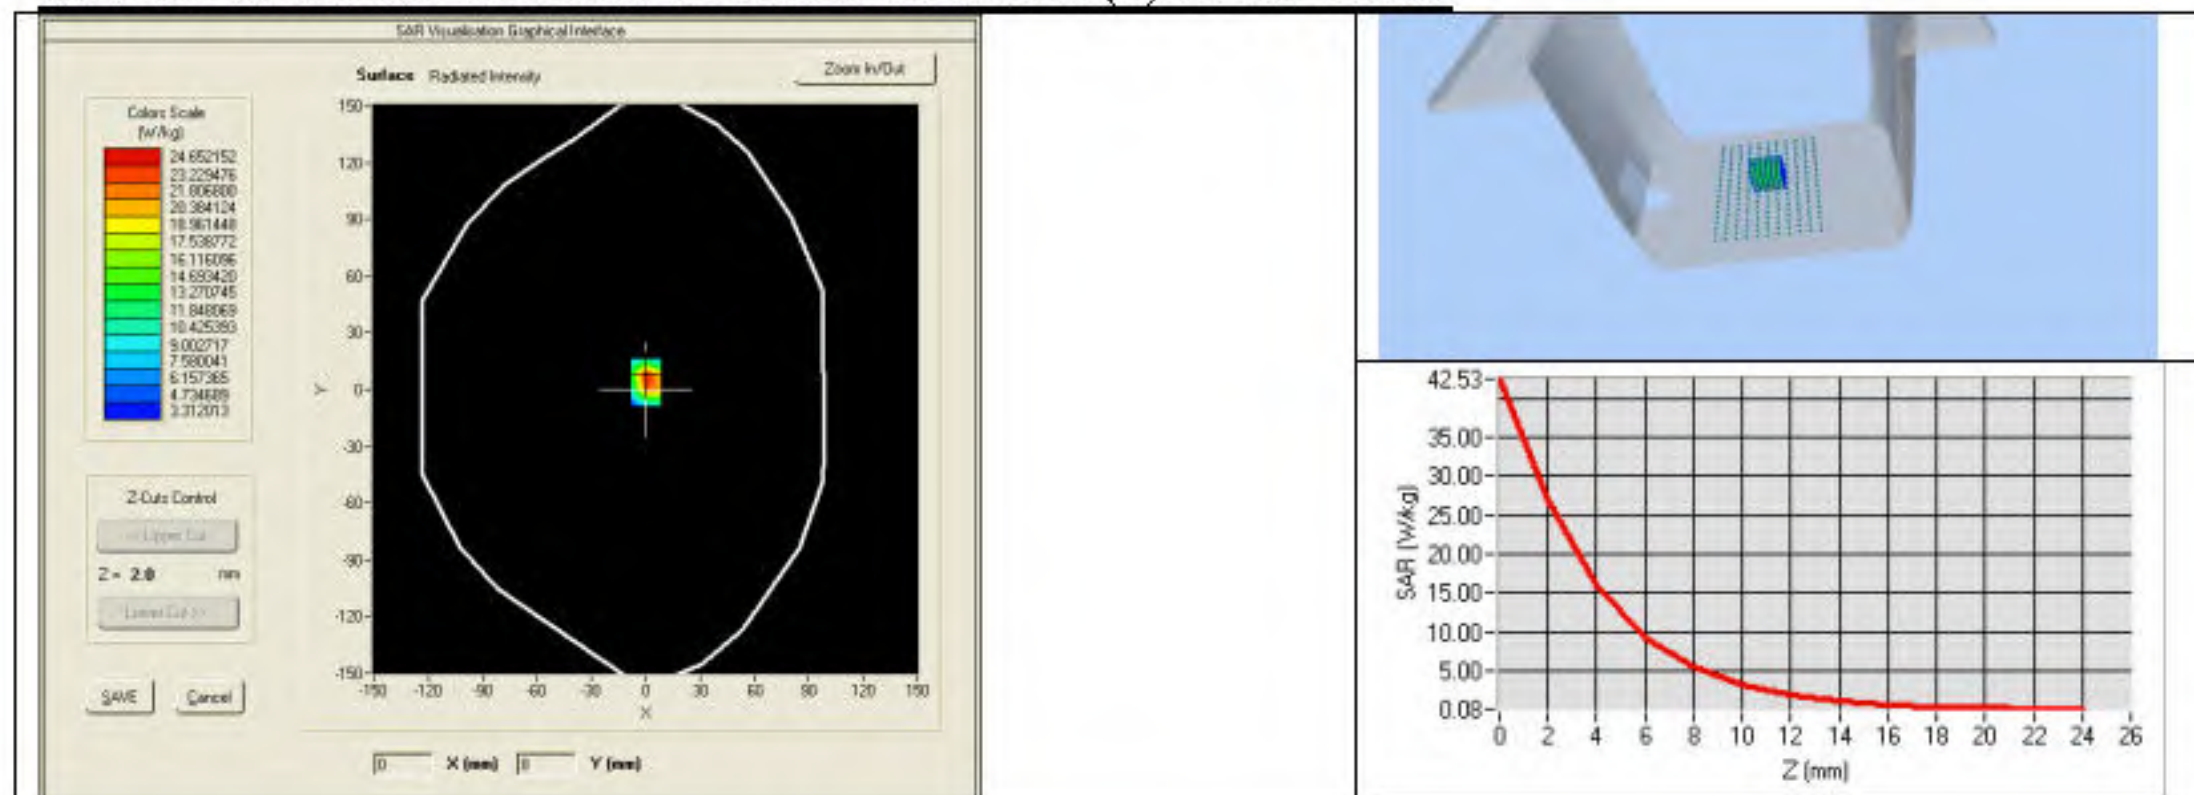 SAR Visualisation Graphical Interface
Surface Radiated Intensity
Zoom In/Out
Colors Scale
(W/kg)
24.652152
23.229476
21.806800
20.384124
18.961448
17.538772
16.116096
14.693420
13.270745
11.848069
10.425393
9.002717
7.580041
6.157365
4.734689
3.312013
Z-Cuts Control
<< Upper Cut
Z = 2.0 mm
Lower Cut >>
SAVE Cancel
150
120
90
60
30
0
-30
-60
-90
-120
-150
Y
-150 -120 -90 -60 -30 0 30 60 90 120 150
X
0 X (mm) Y (mm)
42.53
35.00
30.00
25.00
20.00
15.00
10.00
5.00
0.08
SAR (W/kg)
0 2 4 6 8 10 12 14 16 18 20 22 24 26
Z (mm)